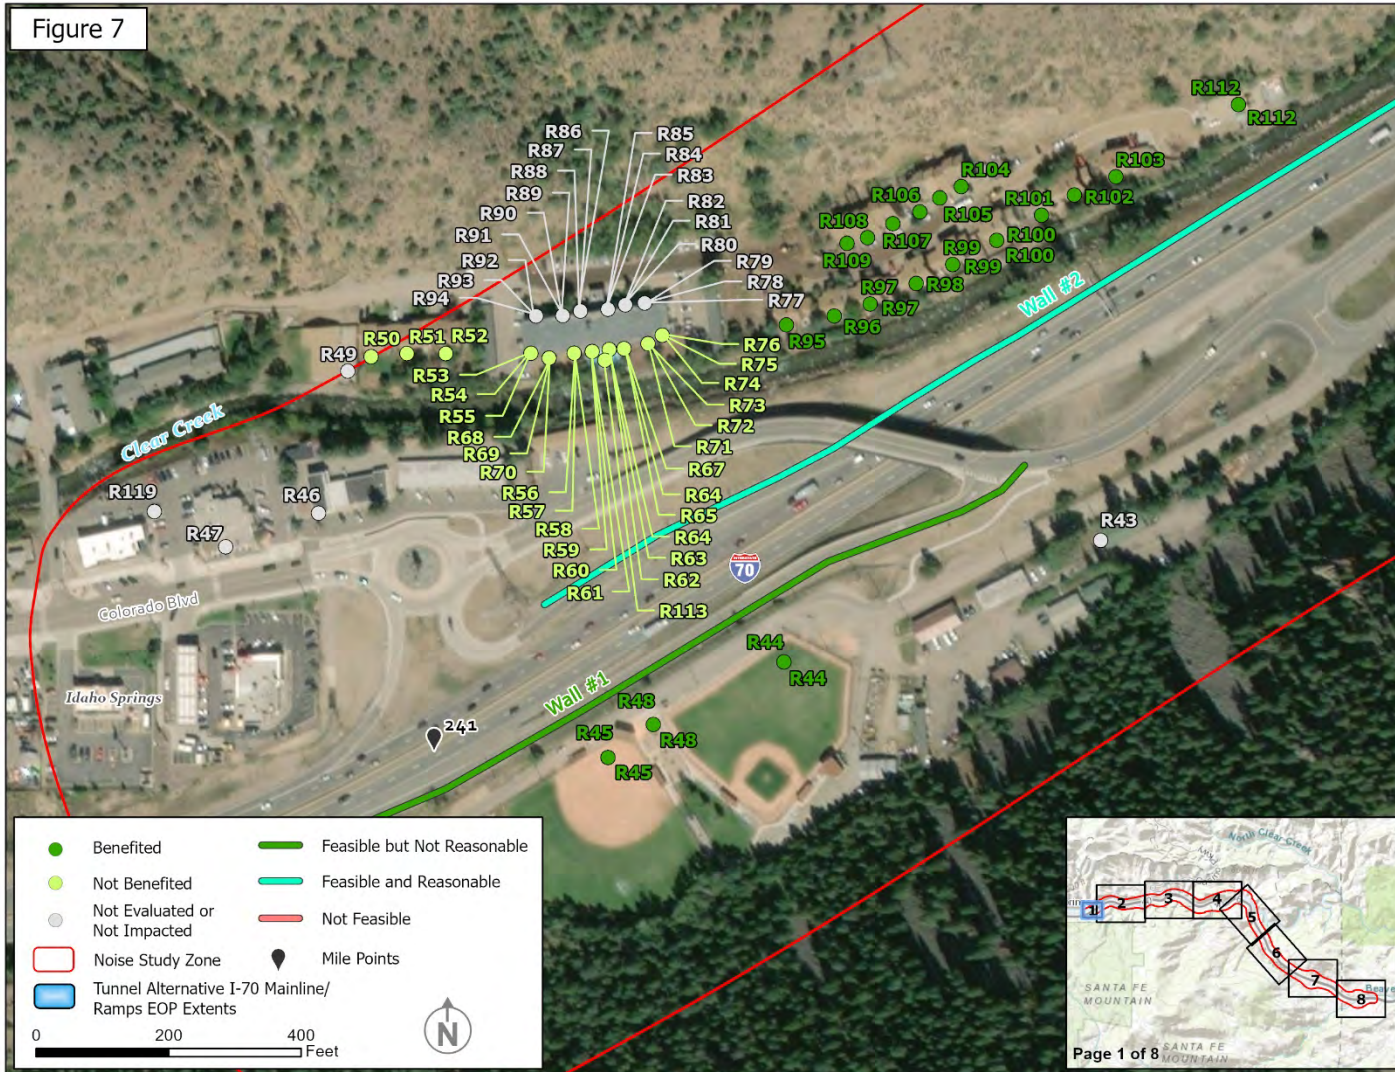 Figure 7
R112
R112
R86
R85
R87
R84
R88
R83
R89
R82
R90
R81
R91
R80
R92
R79
R93
R78
R94
R77
R104
R103
R106
R101
R102
R108
R105
R107
R100
R109
R99
R100
R99
R97
R98
R97
R96
R95
Wall #2
R50
R51
R52
R49
R53
R76
R54
R75
R55
R74
R68
R73
R69
R72
R70
R71
R56
R67
R57
R64
R58
R65
R59
R64
R60
R63
R61
R62
R113
Clear Creek
R119
R46
R47
R43
70
Colorado Blvd
Idaho Springs
R44
R44
Wall #1
R48
R48
R45
R45
241
Benefited
Not Benefited
Not Evaluated or
Not Impacted
Noise Study Zone
Tunnel Alternative I-70 Mainline/
Ramps EOP Extents
Feasible but Not Reasonable
Feasible and Reasonable
Not Feasible
Mile Points
0 200 400
Feet
N
North Clear Creek
1
2
3
4
5
6
7
8
SANTA FE
MOUNTAIN
SANTA FE
MOUNTAIN
Page 1 of 8